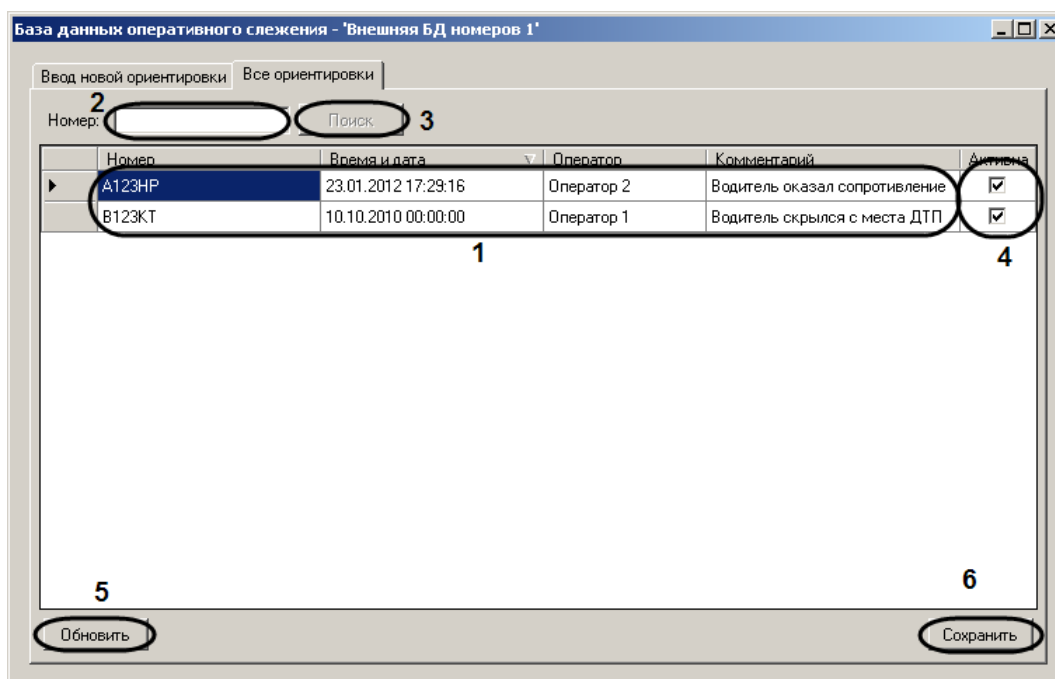 База данных оперативного слежения - 'Внешняя БД номеров 1'
Ввод новой ориентировки Все ориентировки
2
Номер: Поиск 3
Номер Время и дата Оператор Комментарий Активна
А123НР 23.01.2012 17:29:16 Оператор 2 Водитель оказал сопротивление
В123КТ 10.10.2010 00:00:00 Оператор 1 Водитель скрылся с места ДТП
1 4
5 6
Обновить Сохранить